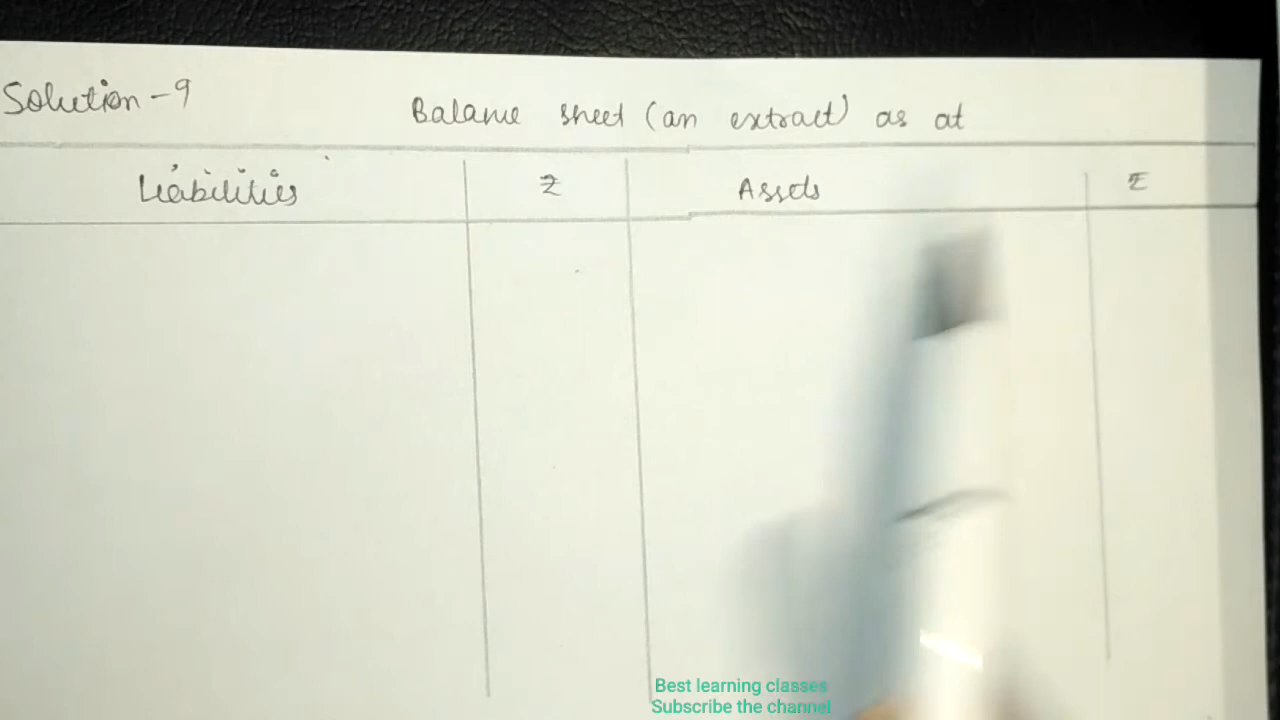 Solution - 9
Balance sheet (an extract) as at
Liabilities ₹ Assets ₹
Best learning classes
Subscribe the channel